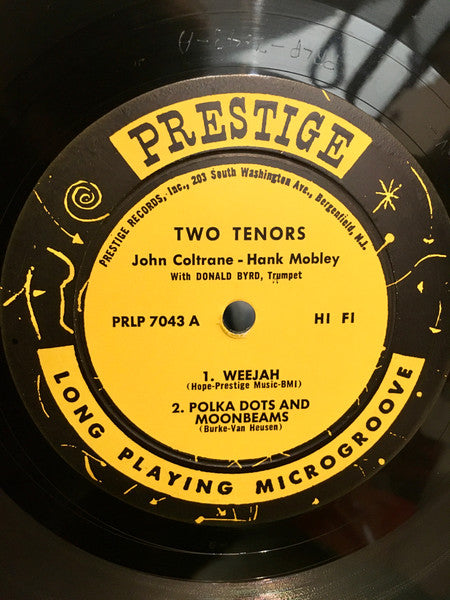 PRESTIGE
PRESTIGE RECORDS, Inc., 203 South Washington Ave., Bergenfield, N.J.
TWO TENORS
John Coltrane - Hank Mobley
With DONALD BYRD, Trumpet
PRLP 7043 A HI FI
1. WEEJAH
(Hope-Prestige Music-BMI)
2. POLKA DOTS AND
MOONBEAMS
(Burke-Van Heusen)
LONG PLAYING MICROGROOVE